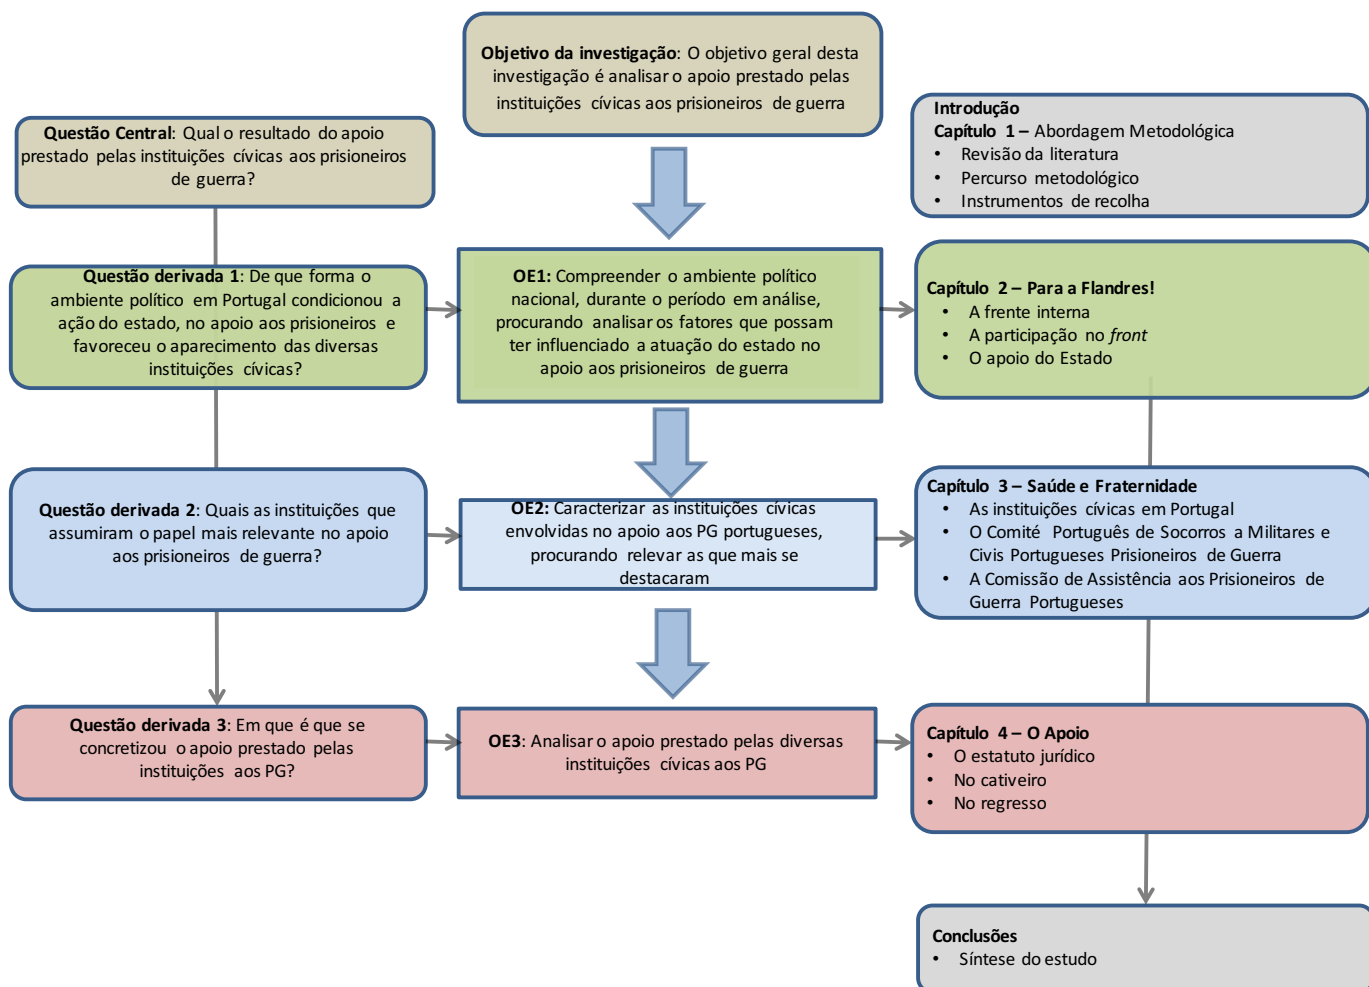 Objetivo da investigação: O objetivo geral desta
investigação é analisar o apoio prestado pelas
instituições cívicas aos prisioneiros de guerra
Questão Central: Qual o resultado do apoio
prestado pelas instituições cívicas aos prisioneiros
de guerra?
Introdução
Capítulo 1 – Abordagem Metodológica
• Revisão da literatura
• Percurso metodológico
• Instrumentos de recolha
Questão derivada 1: De que forma o
ambiente político em Portugal condicionou a
ação do estado, no apoio aos prisioneiros e
favoreceu o aparecimento das diversas
instituições cívicas?
OE1: Compreender o ambiente político
nacional, durante o período em análise,
procurando analisar os fatores que possam
ter influenciado a atuação do estado no
apoio aos prisioneiros de guerra
Capítulo 2 – Para a Flandres!
• A frente interna
• A participação no front
• O apoio do Estado
Questão derivada 2: Quais as instituições que
assumiram o papel mais relevante no apoio
aos prisioneiros de guerra?
OE2: Caracterizar as instituições cívicas
envolvidas no apoio aos PG portugueses,
procurando relevar as que mais se
destacaram
Capítulo 3 – Saúde e Fraternidade
• As instituições cívicas em Portugal
• O Comité Português de Socorros a Militares e
Civis Portugueses Prisioneiros de Guerra
• A Comissão de Assistência aos Prisioneiros de
Guerra Portugueses
Questão derivada 3: Em que é que se
concretizou o apoio prestado pelas
instituições aos PG?
OE3: Analisar o apoio prestado pelas diversas
instituições cívicas aos PG
Capítulo 4 – O Apoio
• O estatuto jurídico
• No cativeiro
• No regresso
Conclusões
• Síntese do estudo